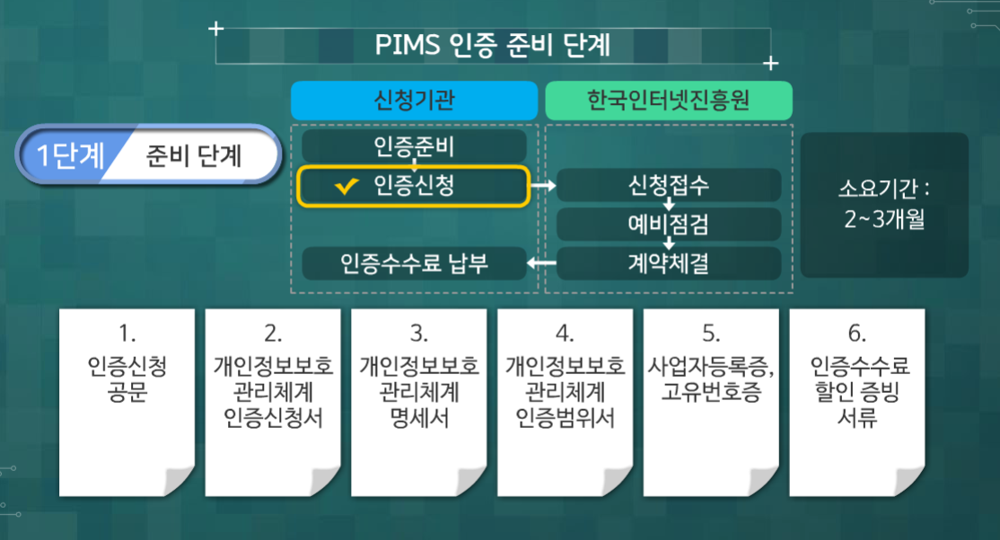 PIMS 인증 준비 단계
신청기관
한국인터넷진흥원
1단계
준비 단계
인증준비
인증신청
신청접수
예비점검
인증수수료 납부
계약체결
소요기간 :
2~3개월
1.
인증신청
공문
2.
개인정보보호
관리체계
인증신청서
3.
개인정보보호
관리체계
명세서
4.
개인정보보호
관리체계
인증범위서
5.
사업자등록증,
고유번호증
6.
인증수수료
할인 증빙
서류